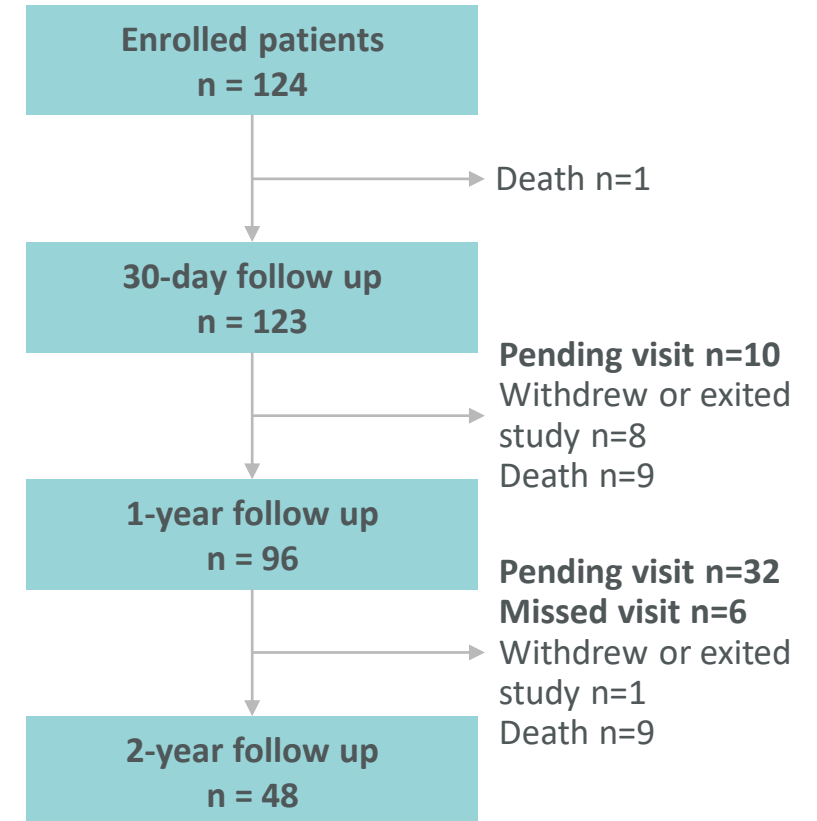 Enrolled patients
n = 124
Death n=1
30-day follow up
n = 123
Pending visit n=10
Withdrew or exited
study n=8
Death n=9
1-year follow up
n = 96
Pending visit n=32
Missed visit n=6
Withdrew or exited
study n=1
Death n=9
2-year follow up
n = 48